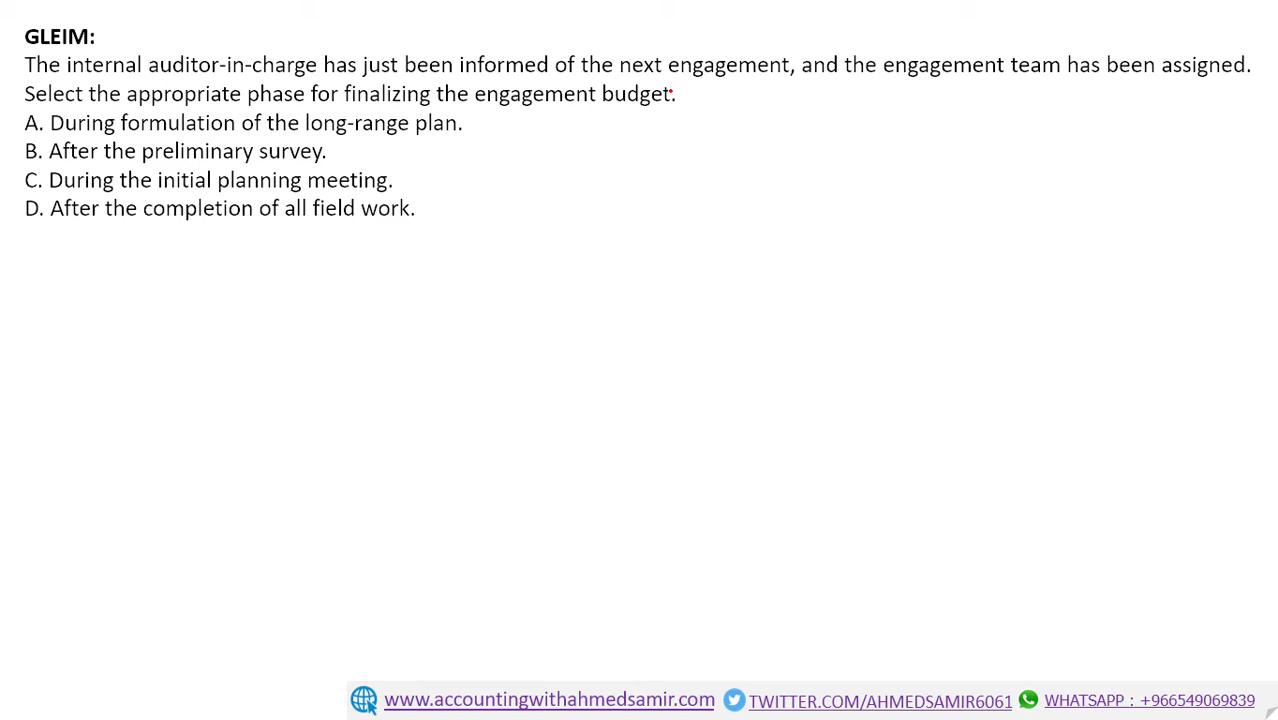 GLEIM:
The internal auditor-in-charge has just been informed of the next engagement, and the engagement team has been assigned.
Select the appropriate phase for finalizing the engagement budget.
A. During formulation of the long-range plan.
B. After the preliminary survey.
C. During the initial planning meeting.
D. After the completion of all field work.
www.accountingwithahmedsamir.com TWITTER.COM/AHMEDSAMIR6061 WHATSAPP : +966549069839